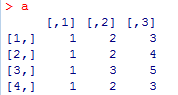 > a
     [,1] [,2] [,3]
[1,]    1    2    3
[2,]    1    2    4
[3,]    1    3    5
[4,]    1    2    3